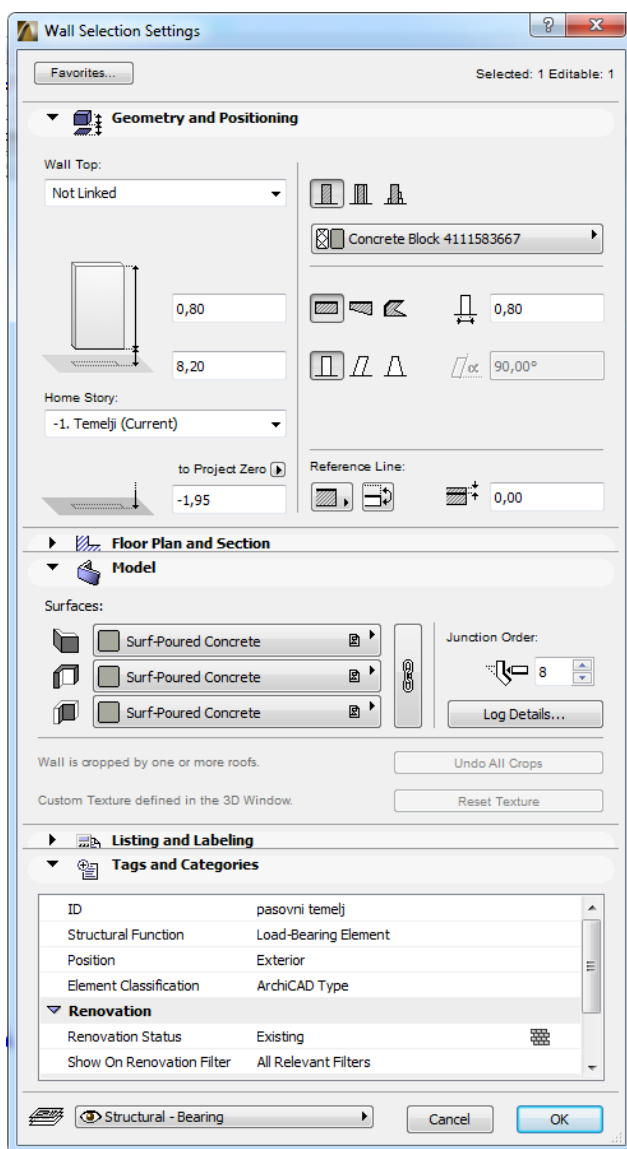 Wall Selection Settings
Favorites...
Selected: 1 Editable: 1
Geometry and Positioning
Wall Top:
Not Linked
Concrete Block 4111583667
0,80
0,80
8,20
α 90,00°
Home Story:
-1. Temelji (Current)
to Project Zero
Reference Line:
-1,95
0,00
Floor Plan and Section
Model
Surfaces:
Surf-Poured Concrete
Junction Order:
Surf-Poured Concrete
8
Surf-Poured Concrete
Log Details...
Wall is cropped by one or more roofs.
Undo All Crops
Custom Texture defined in the 3D Window.
Reset Texture
Listing and Labeling
Tags and Categories
ID pasovni temelj
Structural Function Load-Bearing Element
Position Exterior
Element Classification ArchiCAD Type
Renovation
Renovation Status Existing
Show On Renovation Filter All Relevant Filters
Structural - Bearing
Cancel
OK